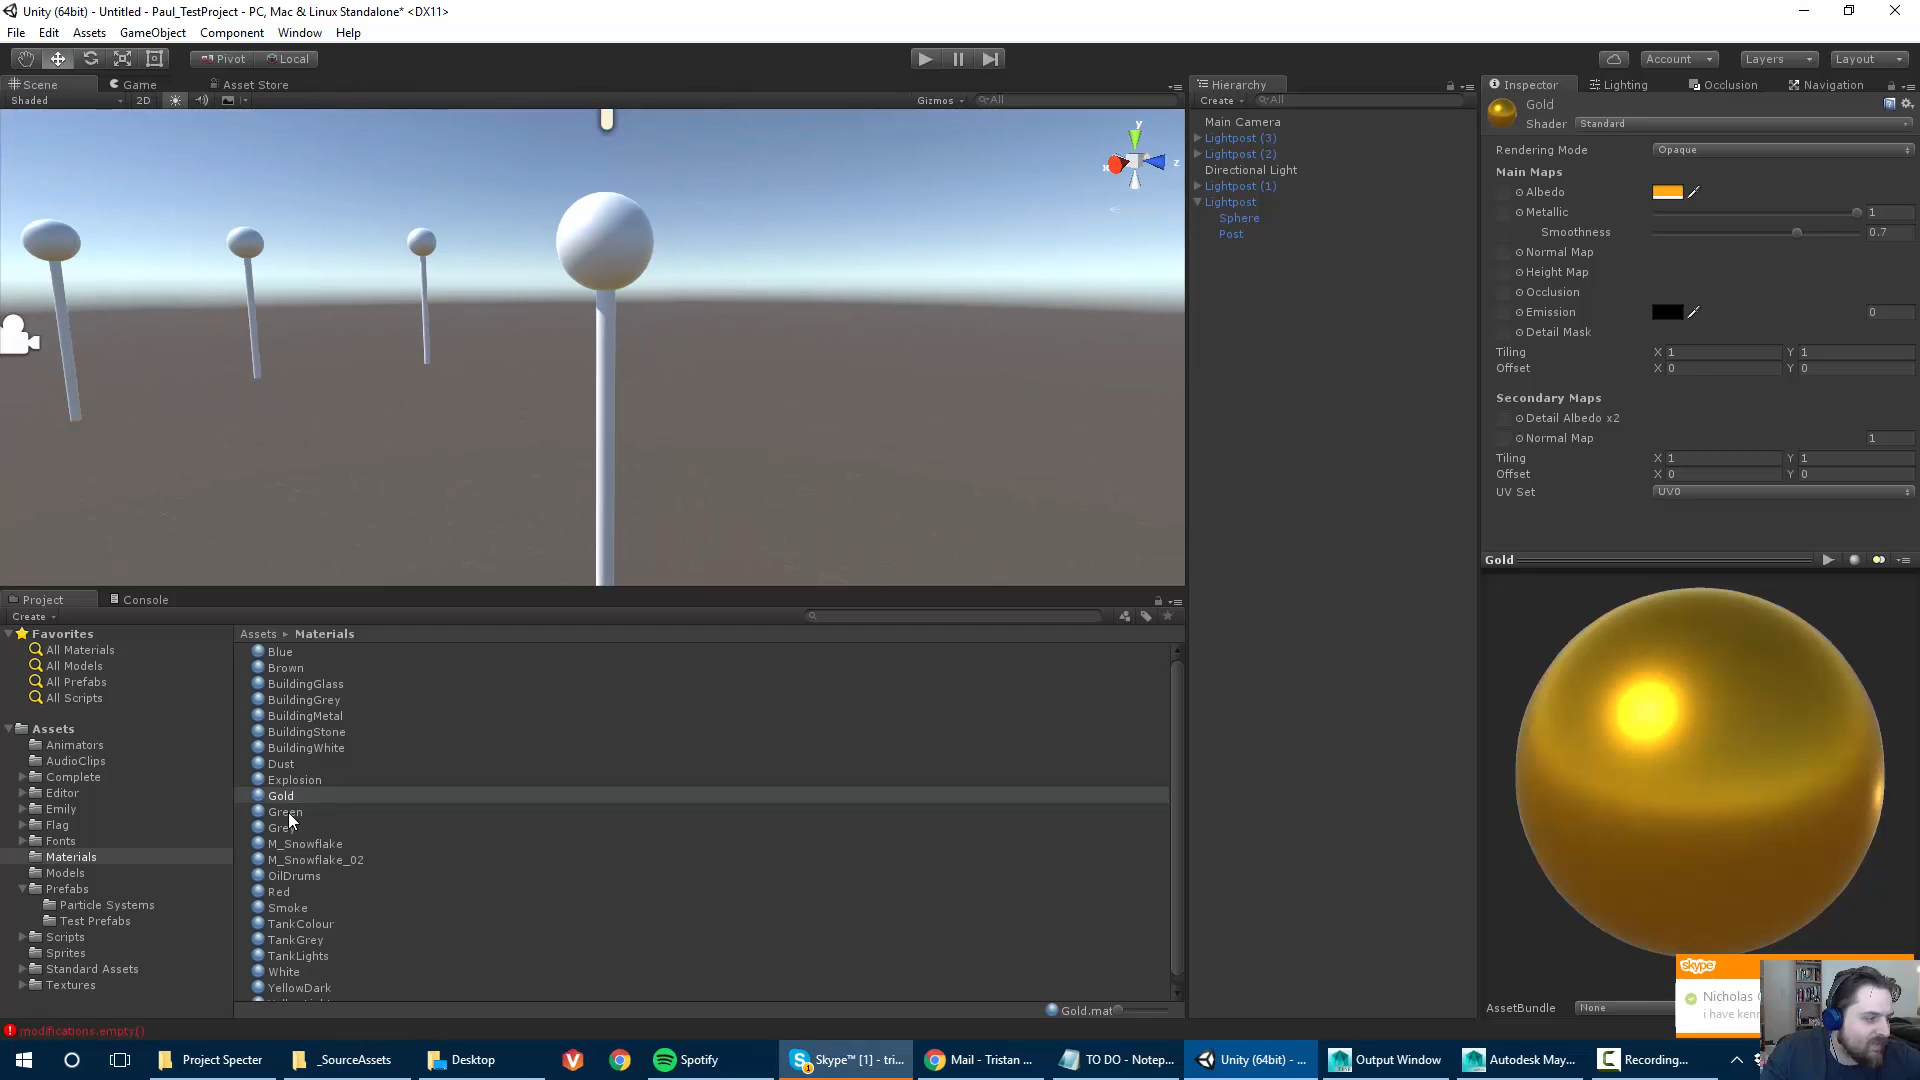 Unity (64bit) - Untitled - Paul_TestProject - PC, Mac & Linux Standalone* <DX11>
File Edit Assets GameObject Component Window Help
Pivot Local Account Layers Layout
Scene Game Asset Store
Shaded 2D Gizmos All
y
x
z
Hierarchy
Create All
Main Camera
Lightpost (3)
Lightpost (2)
Directional Light
Lightpost (1)
Lightpost
Sphere
Post
Inspector Lighting Occlusion Navigation
Gold
Shader Standard
Rendering Mode Opaque
Main Maps
Albedo
Metallic 1
Smoothness 0.7
Normal Map
Height Map
Occlusion
Emission 0
Detail Mask
Tiling X 1 Y 1
Offset X 0 Y 0
Secondary Maps
Detail Albedo x2
Normal Map 1
Tiling X 1 Y 1
Offset X 0 Y 0
UV Set UV0
Gold
AssetBundle None
Project Console
Create
Favorites
All Materials
All Models
All Prefabs
All Scripts
Assets
Animators
AudioClips
Complete
Editor
Emily
Flag
Fonts
Materials
Models
Prefabs
Particle Systems
Test Prefabs
Scripts
Sprites
Standard Assets
Textures
Assets Materials
Blue
Brown
BuildingGlass
BuildingGrey
BuildingMetal
BuildingStone
BuildingWhite
Dust
Explosion
Gold
Green
Grey
M_Snowflake
M_Snowflake_02
OilDrums
Red
Smoke
TankColour
TankGrey
TankLights
White
YellowDark
Gold.mat
skype
Nicholas
i have kenn
modifications.empty()
Project Specter _SourceAssets Desktop Spotify Skype™ [1] - tri... Mail - Tristan ... TO DO - Notep... Unity (64bit) - ... Output Window Autodesk May... Recording...
1